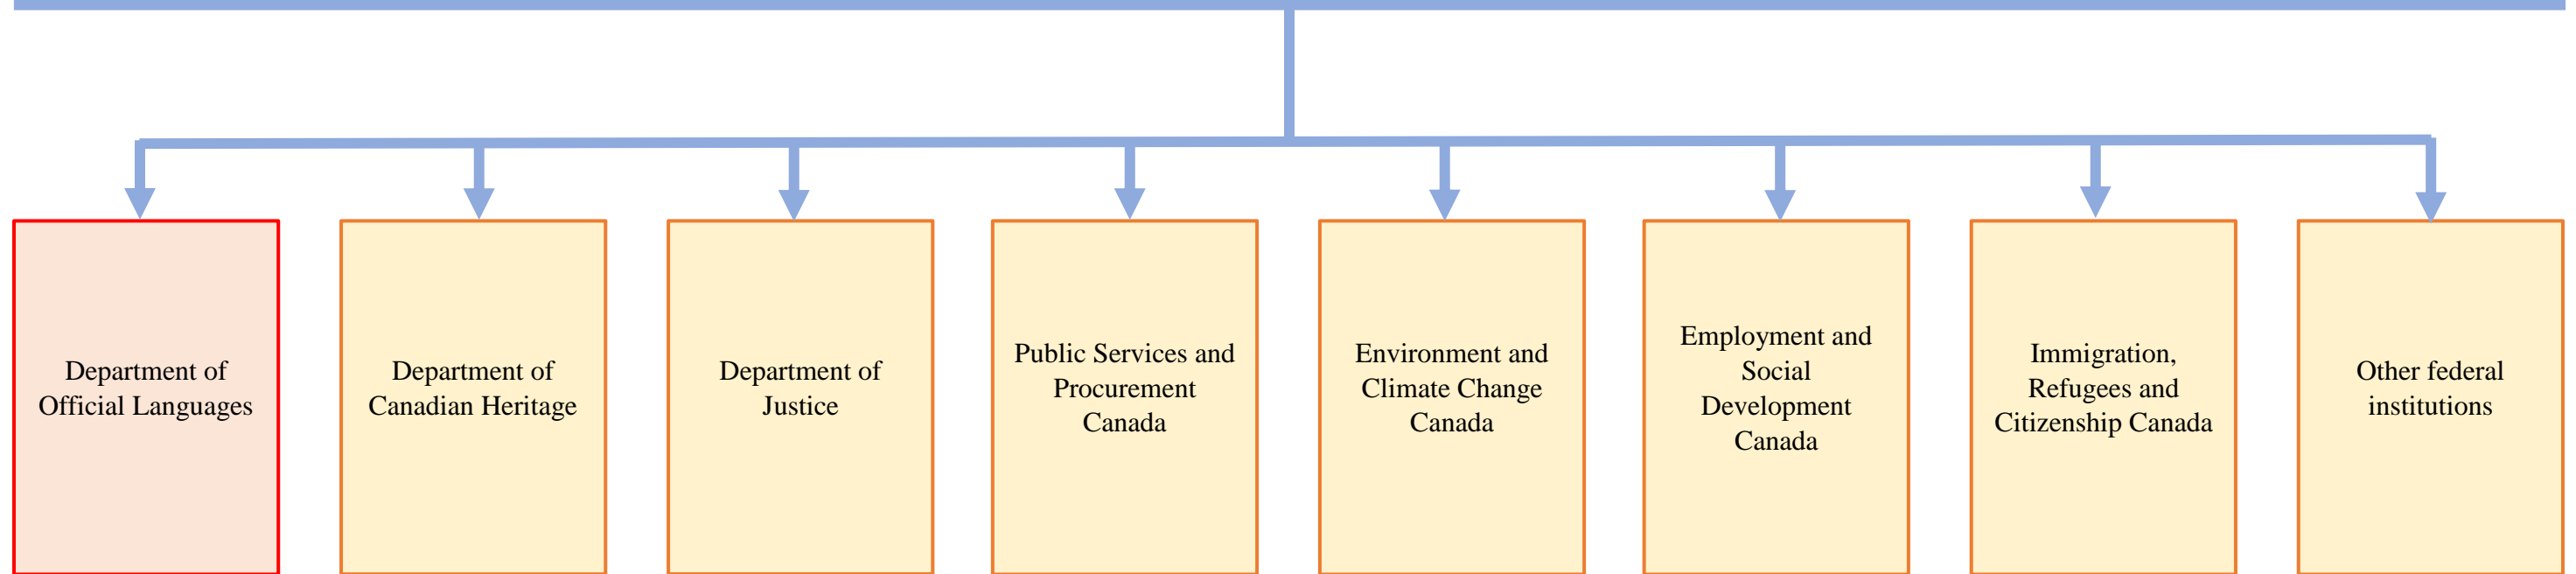 Department of
Official Languages
Department of
Canadian Heritage
Department of
Justice
Public Services and
Procurement
Canada
Environment and
Climate Change
Canada
Employment and
Social
Development
Canada
Immigration,
Refugees and
Citizenship Canada
Other federal
institutions